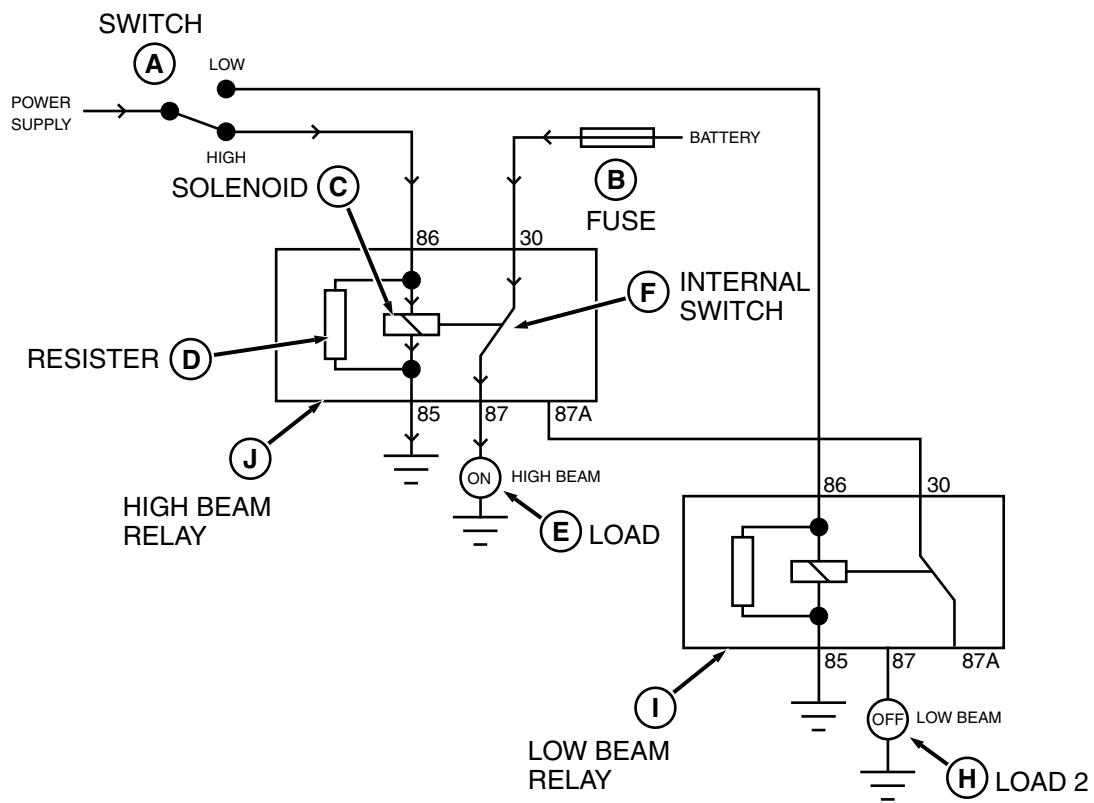 SWITCH
A
LOW
POWER
SUPPLY
HIGH
BATTERY
SOLENOID C
B
FUSE
86
30
F INTERNAL
SWITCH
RESISTER D
85
87
87A
J
ON
HIGH BEAM
HIGH BEAM
RELAY
E LOAD
86
30
85
87
87A
I
OFF
LOW BEAM
LOW BEAM
RELAY
H LOAD 2